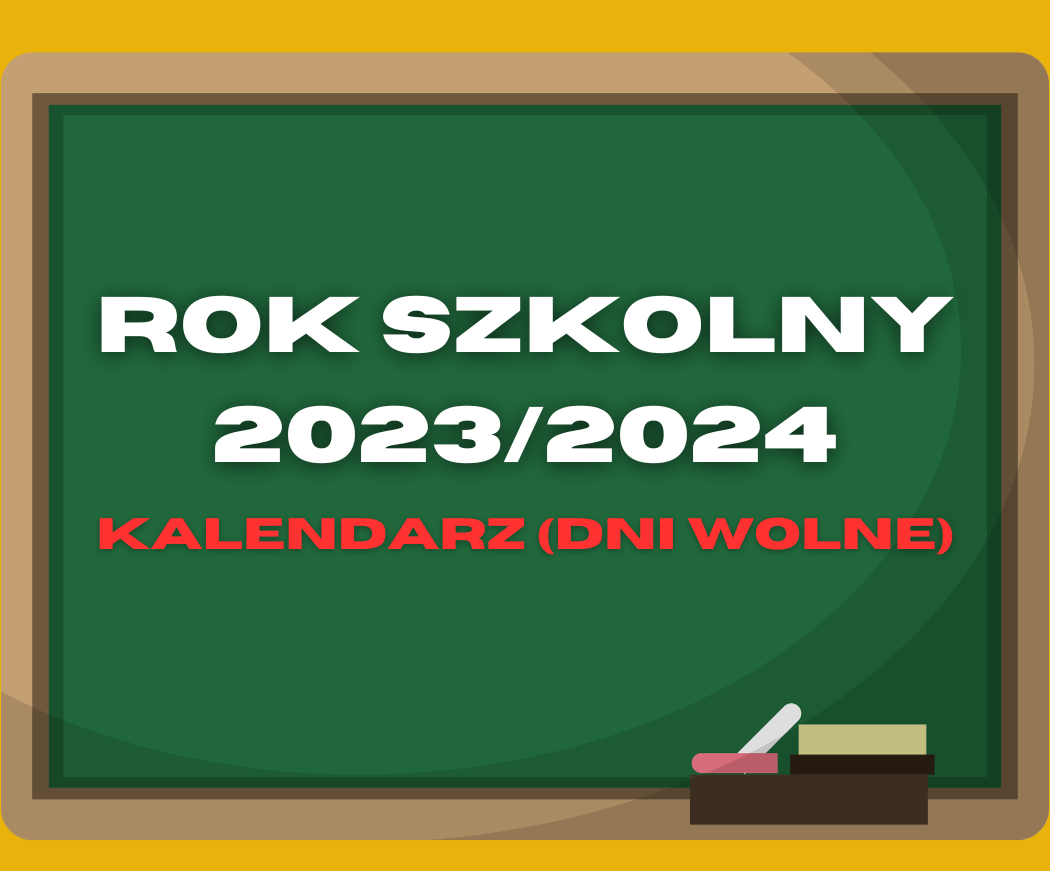 ROK SZKOLNY
2023/2024
KALENDARZ (DNI WOLNE)